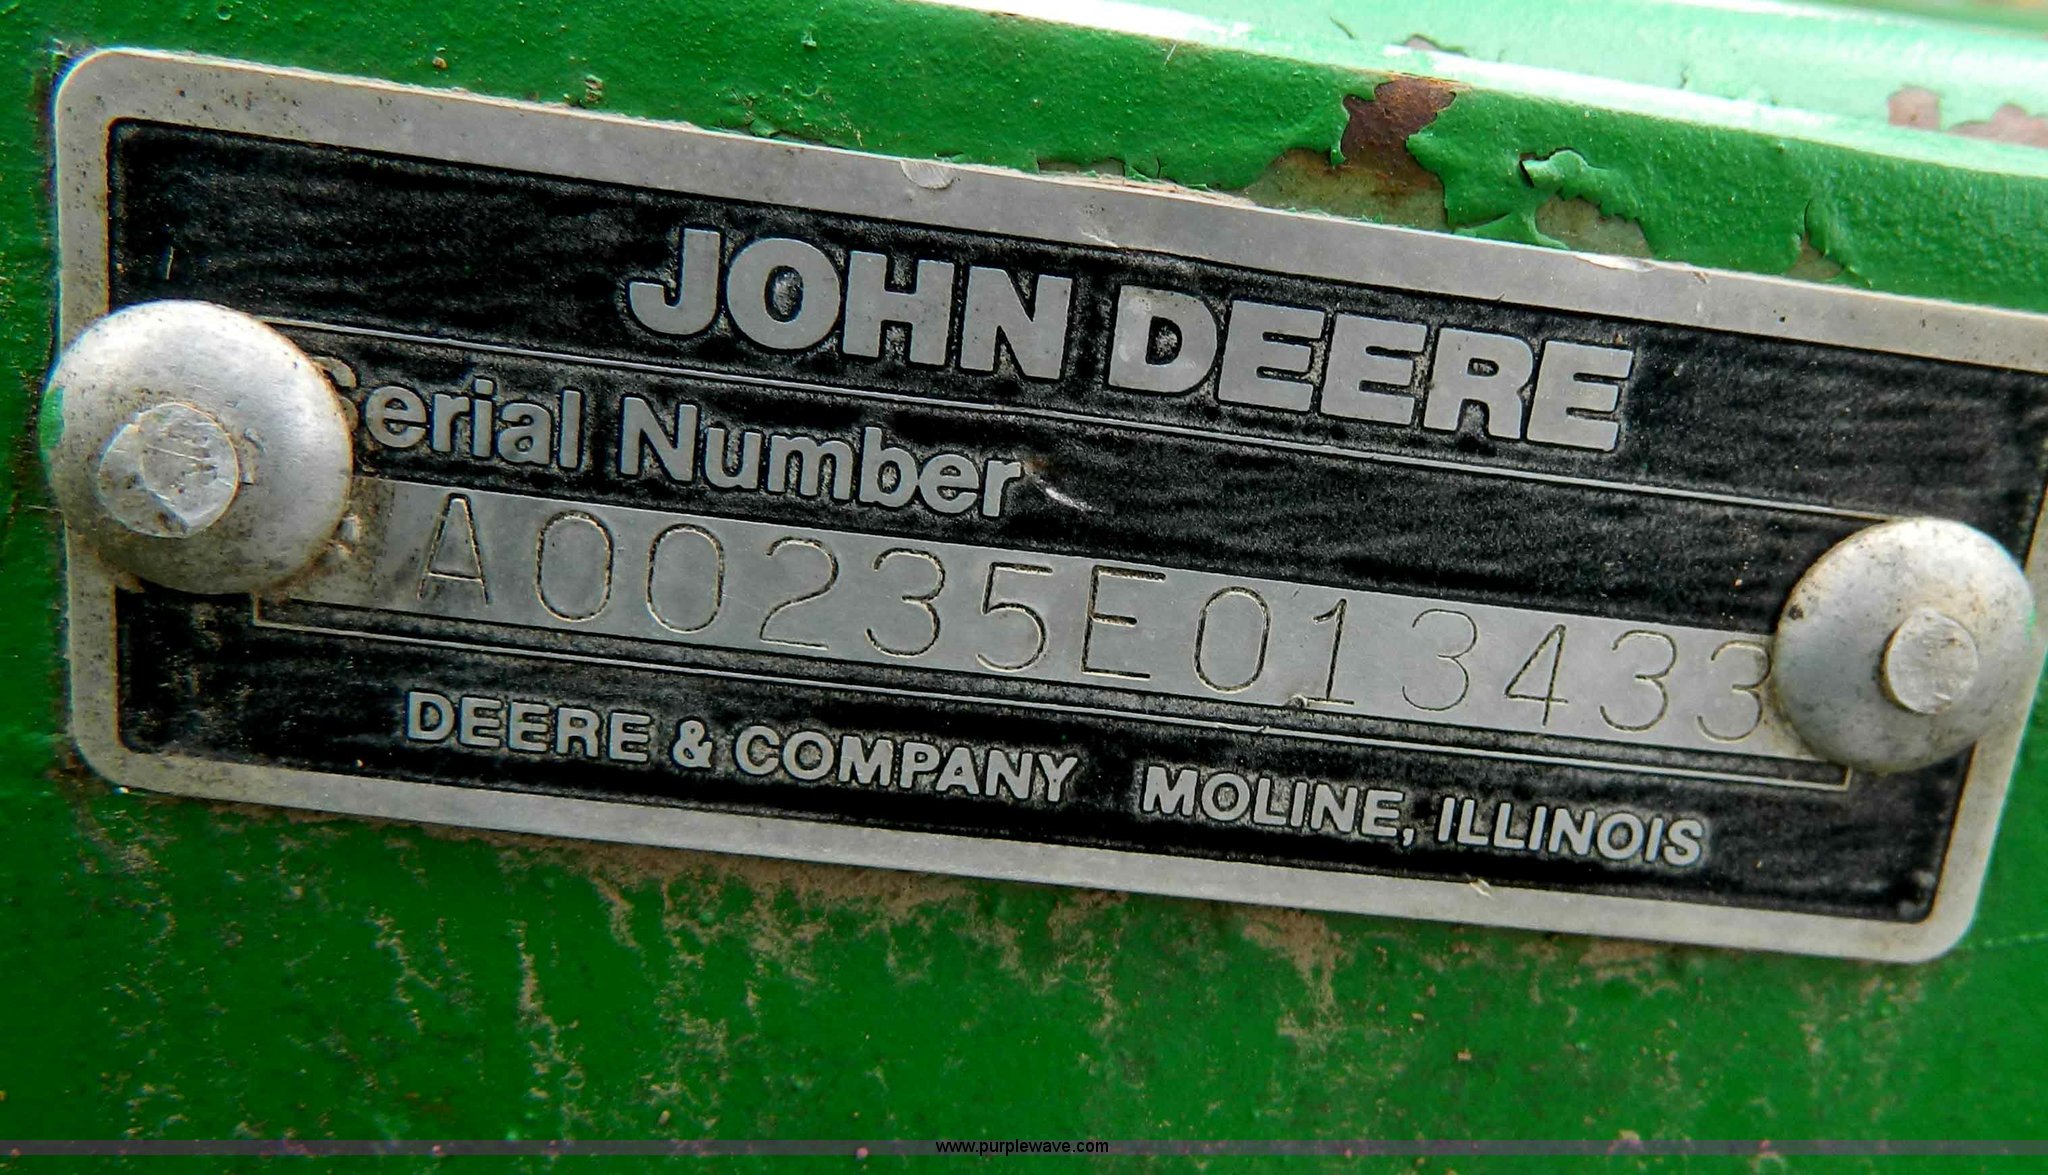 JOHN DEERE
Serial Number
A00235E013433
DEERE & COMPANY MOLINE, ILLINOIS
www.purplewave.com